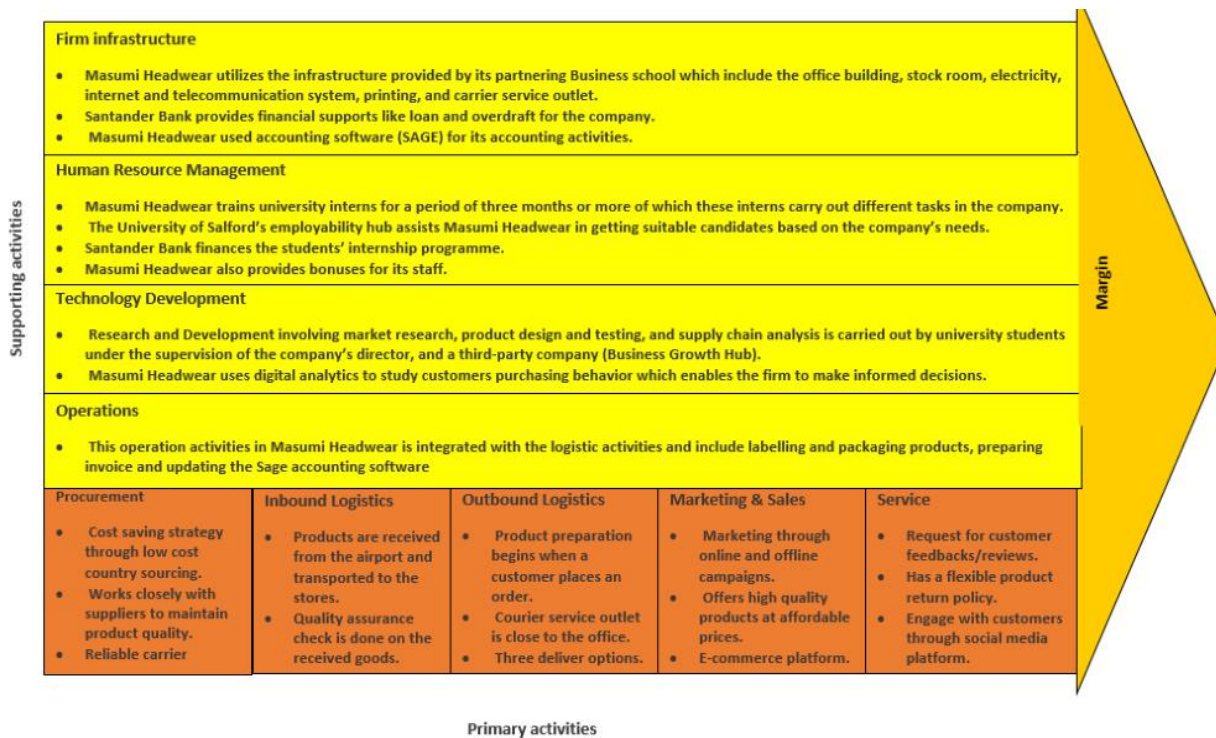 Firm infrastructure
• Masumi Headwear utilizes the infrastructure provided by its partnering Business school which include the office building, stock room, electricity,
internet and telecommunication system, printing, and carrier service outlet.
• Santander Bank provides financial supports like loan and overdraft for the company.
• Masumi Headwear used accounting software (SAGE) for its accounting activities.
Human Resource Management
• Masumi Headwear trains university interns for a period of three months or more of which these interns carry out different tasks in the company.
• The University of Salford's employability hub assists Masumi Headwear in getting suitable candidates based on the company's needs.
• Santander Bank finances the students' internship programme.
• Masumi Headwear also provides bonuses for its staff.
Technology Development
• Research and Development involving market research, product design and testing, and supply chain analysis is carried out by university students
under the supervision of the company's director, and a third-party company (Business Growth Hub).
• Masumi Headwear uses digital analytics to study customers purchasing behavior which enables the firm to make informed decisions.
Operations
• This operation activities in Masumi Headwear is integrated with the logistic activities and include labelling and packaging products, preparing
invoice and updating the Sage accounting software
Supporting activities
Procurement
• Cost saving strategy
through low cost
country sourcing.
• Works closely with
suppliers to maintain
product quality.
• Reliable carrier
Inbound Logistics
• Products are received
from the airport and
transported to the
stores.
• Quality assurance
check is done on the
received goods.
Outbound Logistics
• Product preparation
begins when a
customer places an
order.
• Courier service outlet
is close to the office.
• Three deliver options.
Marketing & Sales
• Marketing through
online and offline
campaigns.
• Offers high quality
products at affordable
prices.
• E-commerce platform.
Service
• Request for customer
feedbacks/reviews.
• Has a flexible product
return policy.
• Engage with customers
through social media
platform.
Margin
Primary activities